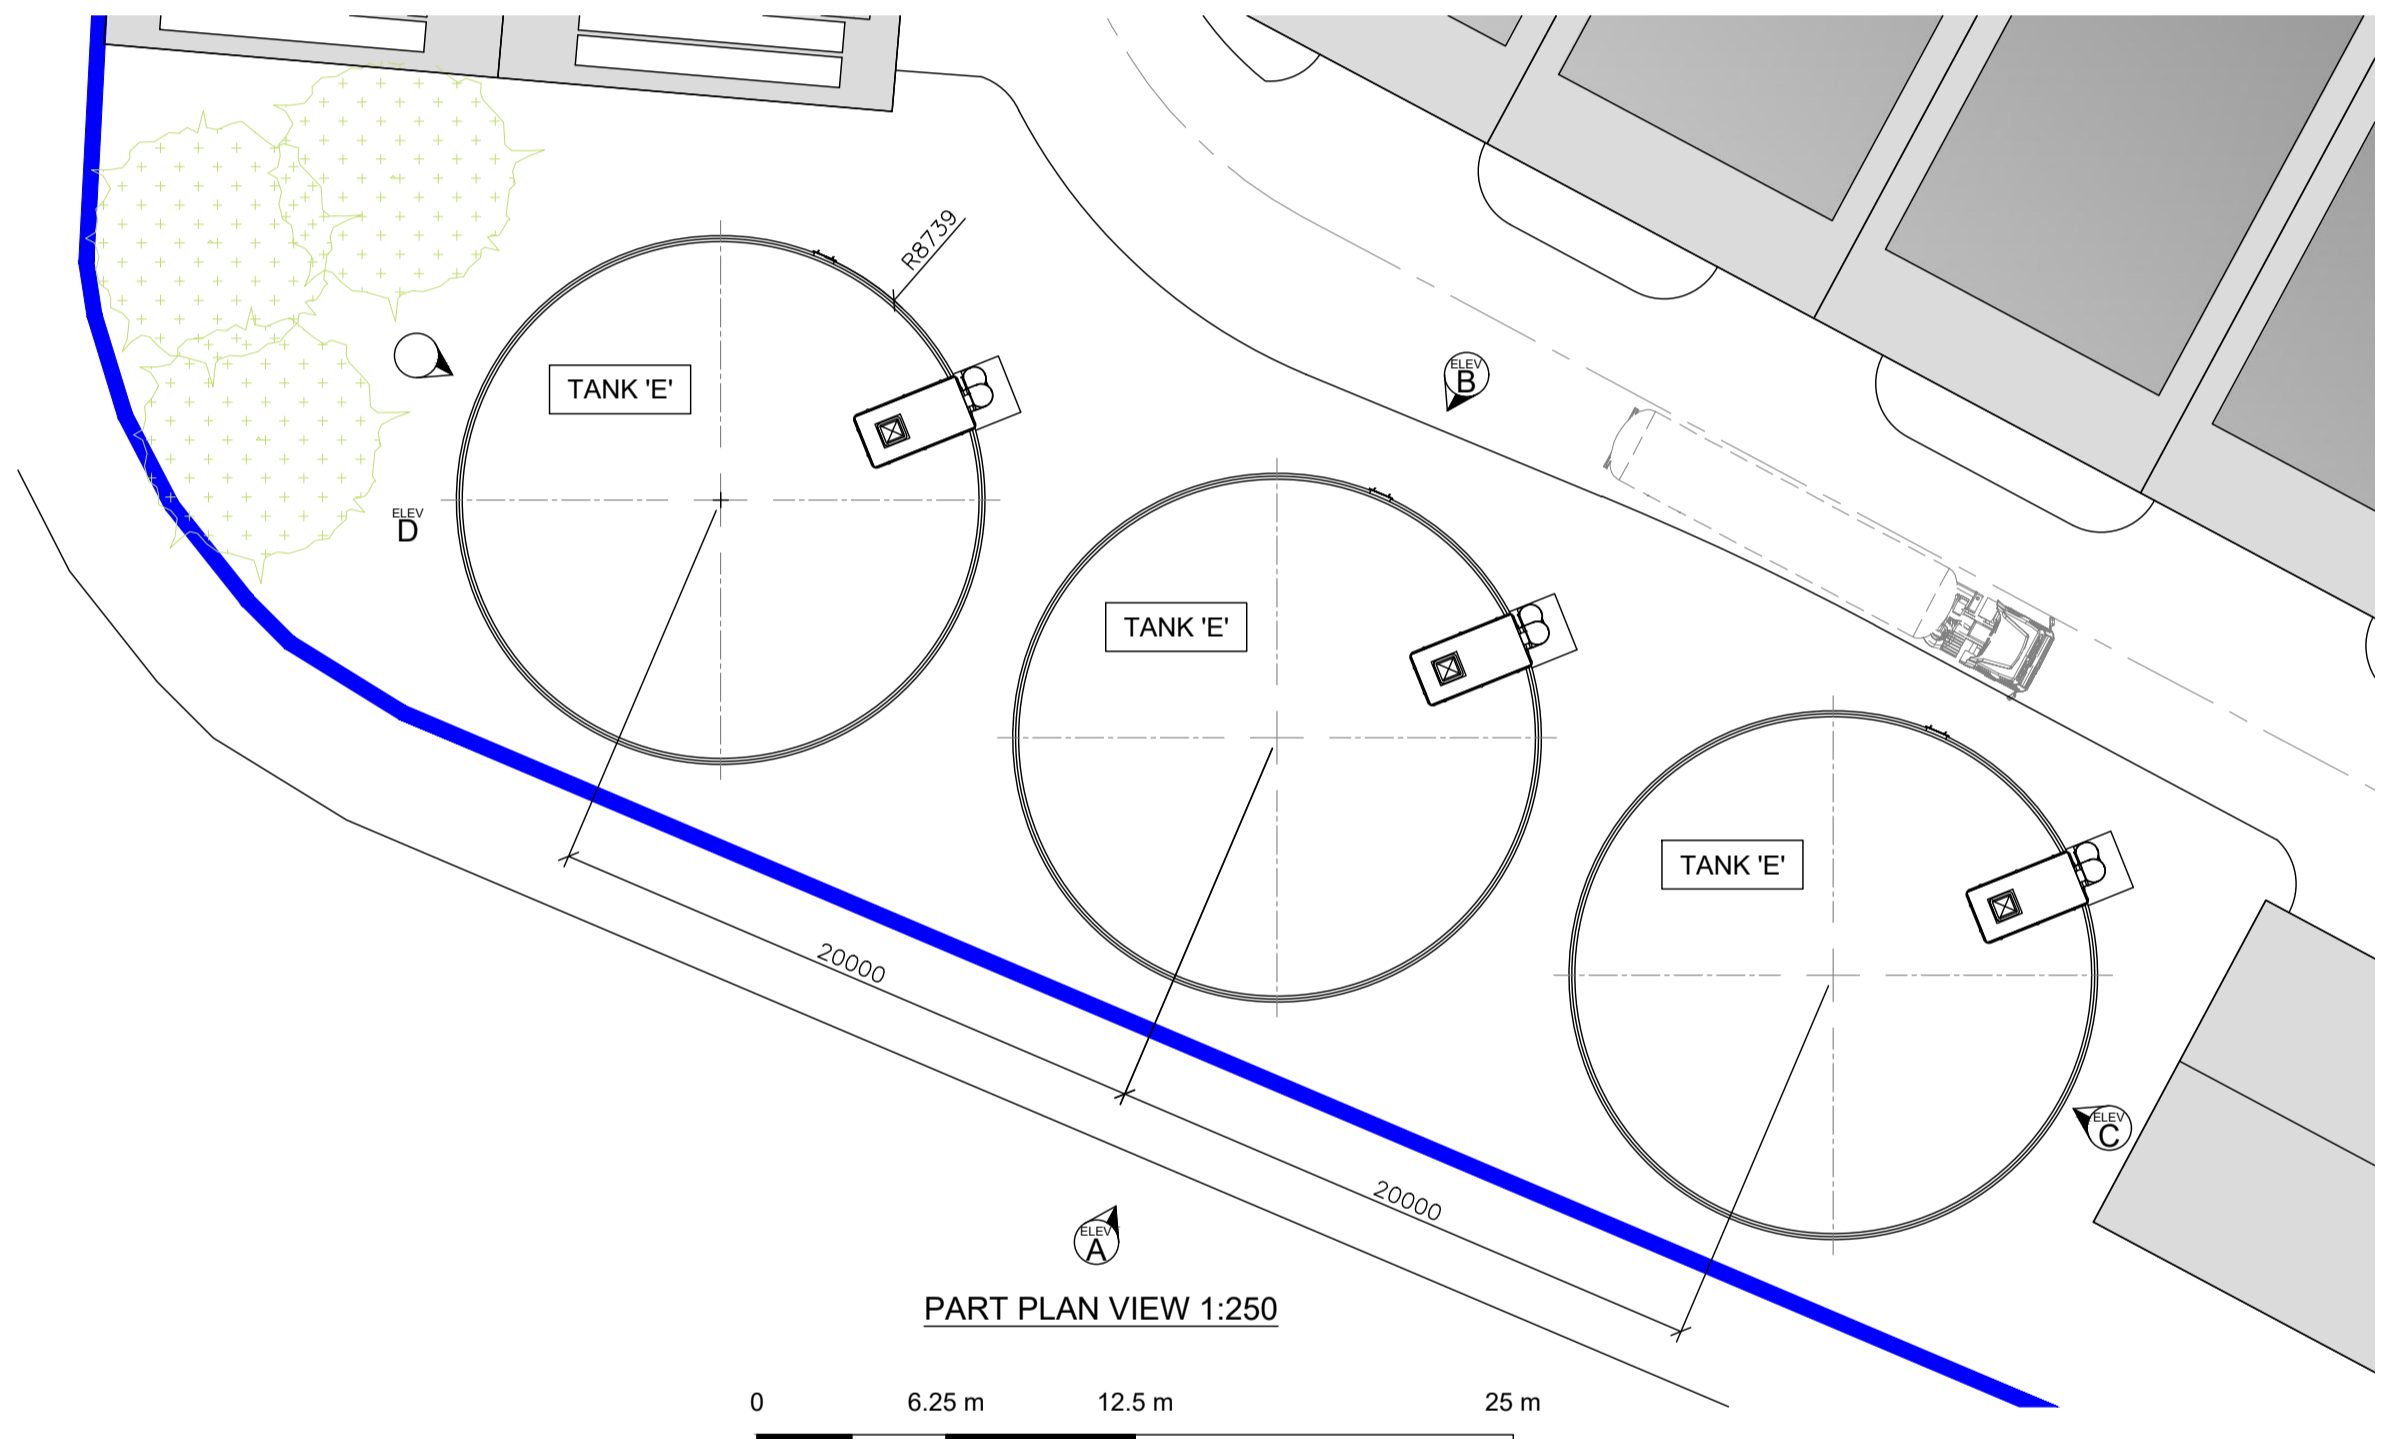 R8739
TANK 'E'
ELEV
B
ELEV
D
TANK 'E'
TANK 'E'
20000
ELEV
C
20000
ELEV
A
PART PLAN VIEW 1:250
0 6.25 m 12.5 m 25 m